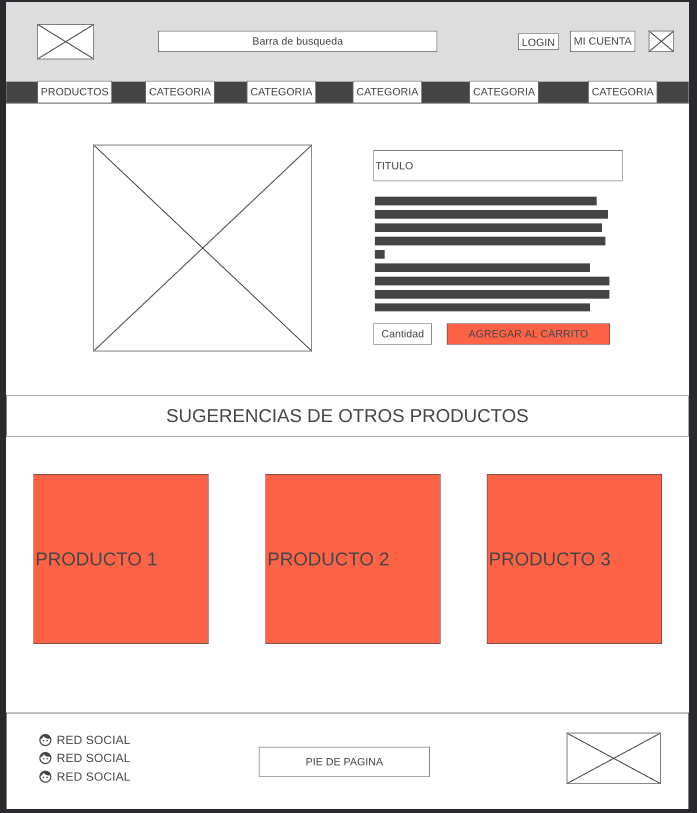 Barra de busqueda
LOGIN
MI CUENTA
PRODUCTOS
CATEGORIA
CATEGORIA
CATEGORIA
CATEGORIA
CATEGORIA
TITULO
Cantidad
AGREGAR AL CARRITO
SUGERENCIAS DE OTROS PRODUCTOS
PRODUCTO 1
PRODUCTO 2
PRODUCTO 3
RED SOCIAL
RED SOCIAL
RED SOCIAL
PIE DE PAGINA